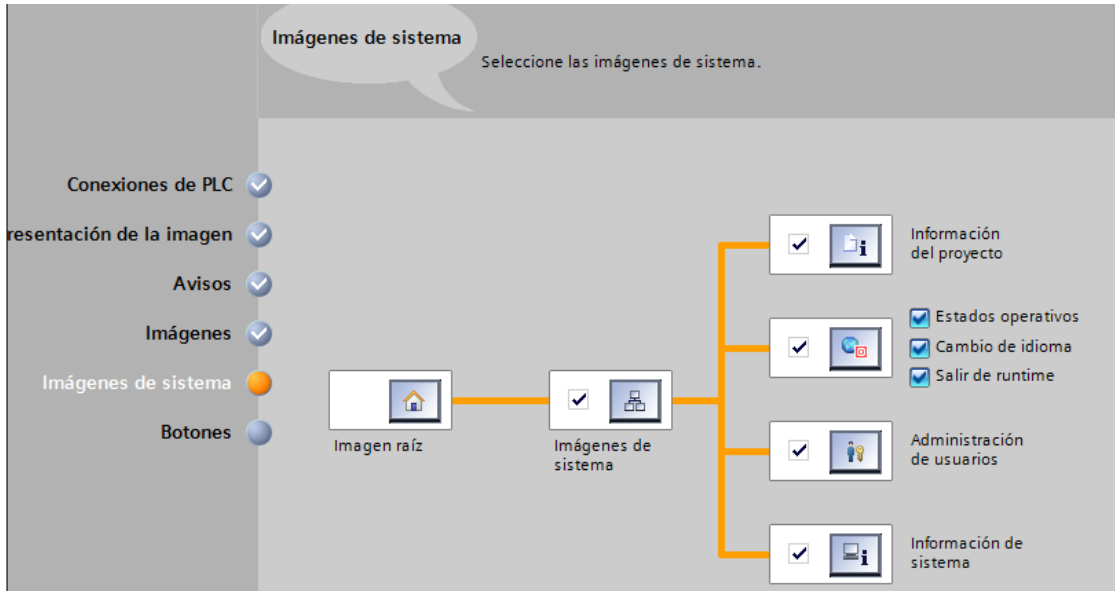 Imágenes de sistema
Seleccione las imágenes de sistema.
Conexiones de PLC
resentación de la imagen
Avisos
Imágenes
Imágenes de sistema
Botones
Imagen raíz
Imágenes de
sistema
Información
del proyecto
Estados operativos
Cambio de idioma
Salir de runtime
Administración
de usuarios
Información de
sistema